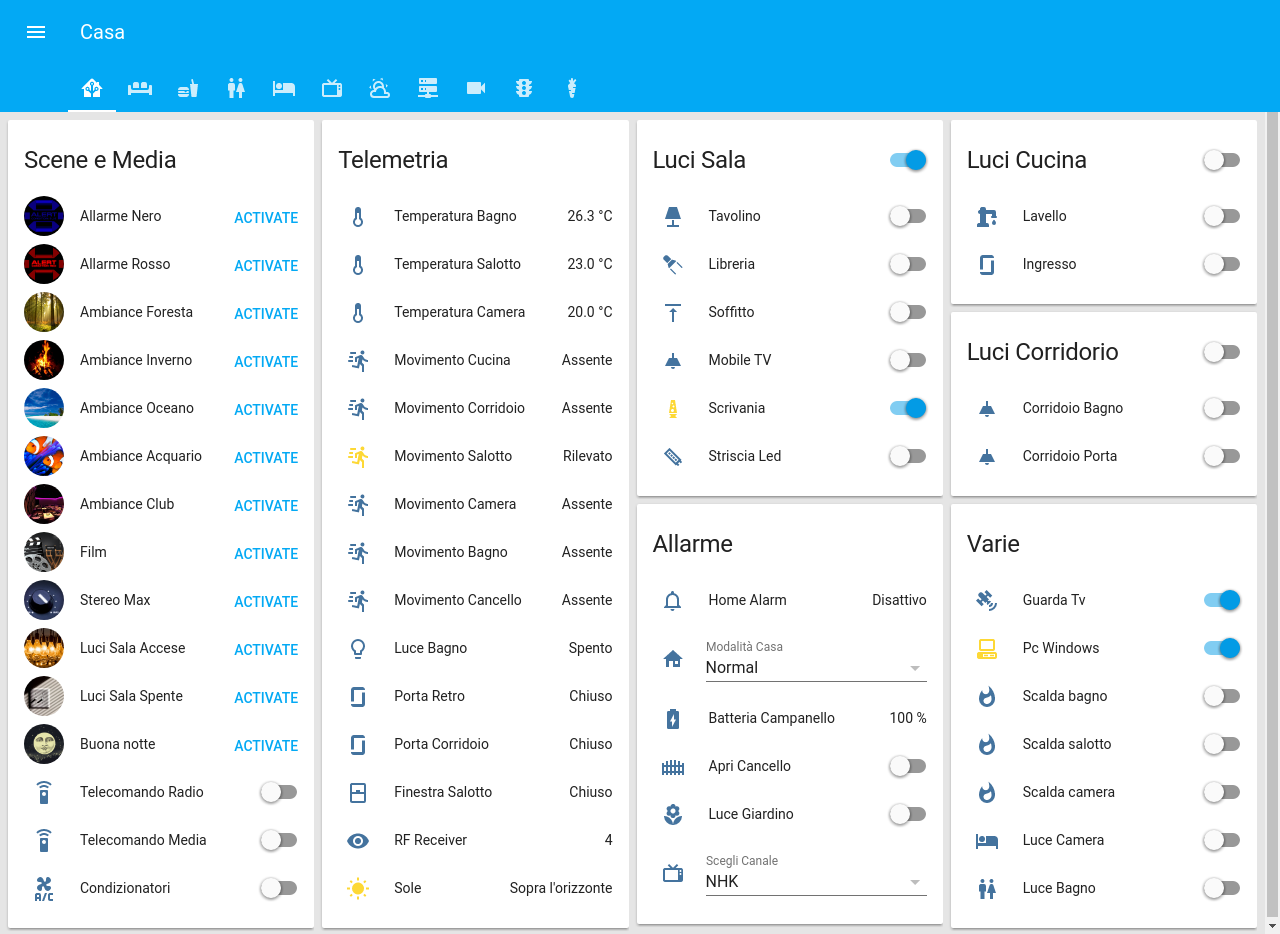 Casa
Scene e Media
Allarme Nero ACTIVATE
Allarme Rosso ACTIVATE
Ambiance Foresta ACTIVATE
Ambiance Inverno ACTIVATE
Ambiance Oceano ACTIVATE
Ambiance Acquario ACTIVATE
Ambiance Club ACTIVATE
Film ACTIVATE
Stereo Max ACTIVATE
Luci Sala Accese ACTIVATE
Luci Sala Spente ACTIVATE
Buona notte ACTIVATE
Telecomando Radio
Telecomando Media
A/C Condizionatori
Telemetria
Temperatura Bagno 26.3 °C
Temperatura Salotto 23.0 °C
Temperatura Camera 20.0 °C
Movimento Cucina Assente
Movimento Corridoio Assente
Movimento Salotto Rilevato
Movimento Camera Assente
Movimento Bagno Assente
Movimento Cancello Assente
Luce Bagno Spento
Porta Retro Chiuso
Porta Corridoio Chiuso
Finestra Salotto Chiuso
RF Receiver 4
Sole Sopra l'orizzonte
Luci Sala
Tavolino
Libreria
Soffitto
Mobile TV
Scrivania
Striscia Led
Allarme
Home Alarm Disattivo
Modalità Casa
Normal
Batteria Campanello 100 %
Apri Cancello
Luce Giardino
Scegli Canale
NHK
Luci Cucina
Lavello
Ingresso
Luci Corridorio
Corridoio Bagno
Corridoio Porta
Varie
Guarda Tv
Pc Windows
Scalda bagno
Scalda salotto
Scalda camera
Luce Camera
Luce Bagno